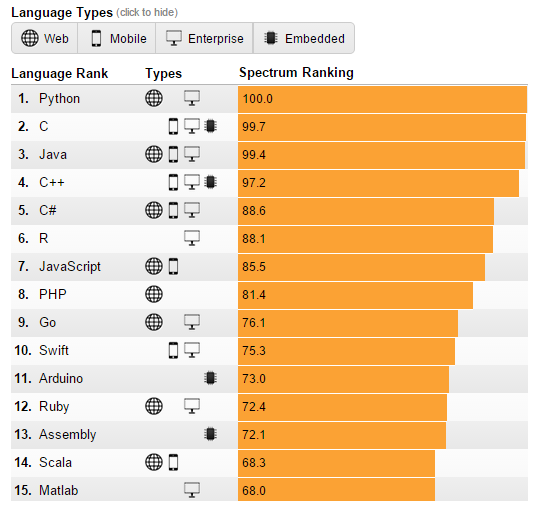 Language Types (click to hide)
Web Mobile Enterprise Embedded
Language Rank Types Spectrum Ranking
1. Python 100.0
2. C 99.7
3. Java 99.4
4. C++ 97.2
5. C# 88.6
6. R 88.1
7. JavaScript 85.5
8. PHP 81.4
9. Go 76.1
10. Swift 75.3
11. Arduino 73.0
12. Ruby 72.4
13. Assembly 72.1
14. Scala 68.3
15. Matlab 68.0